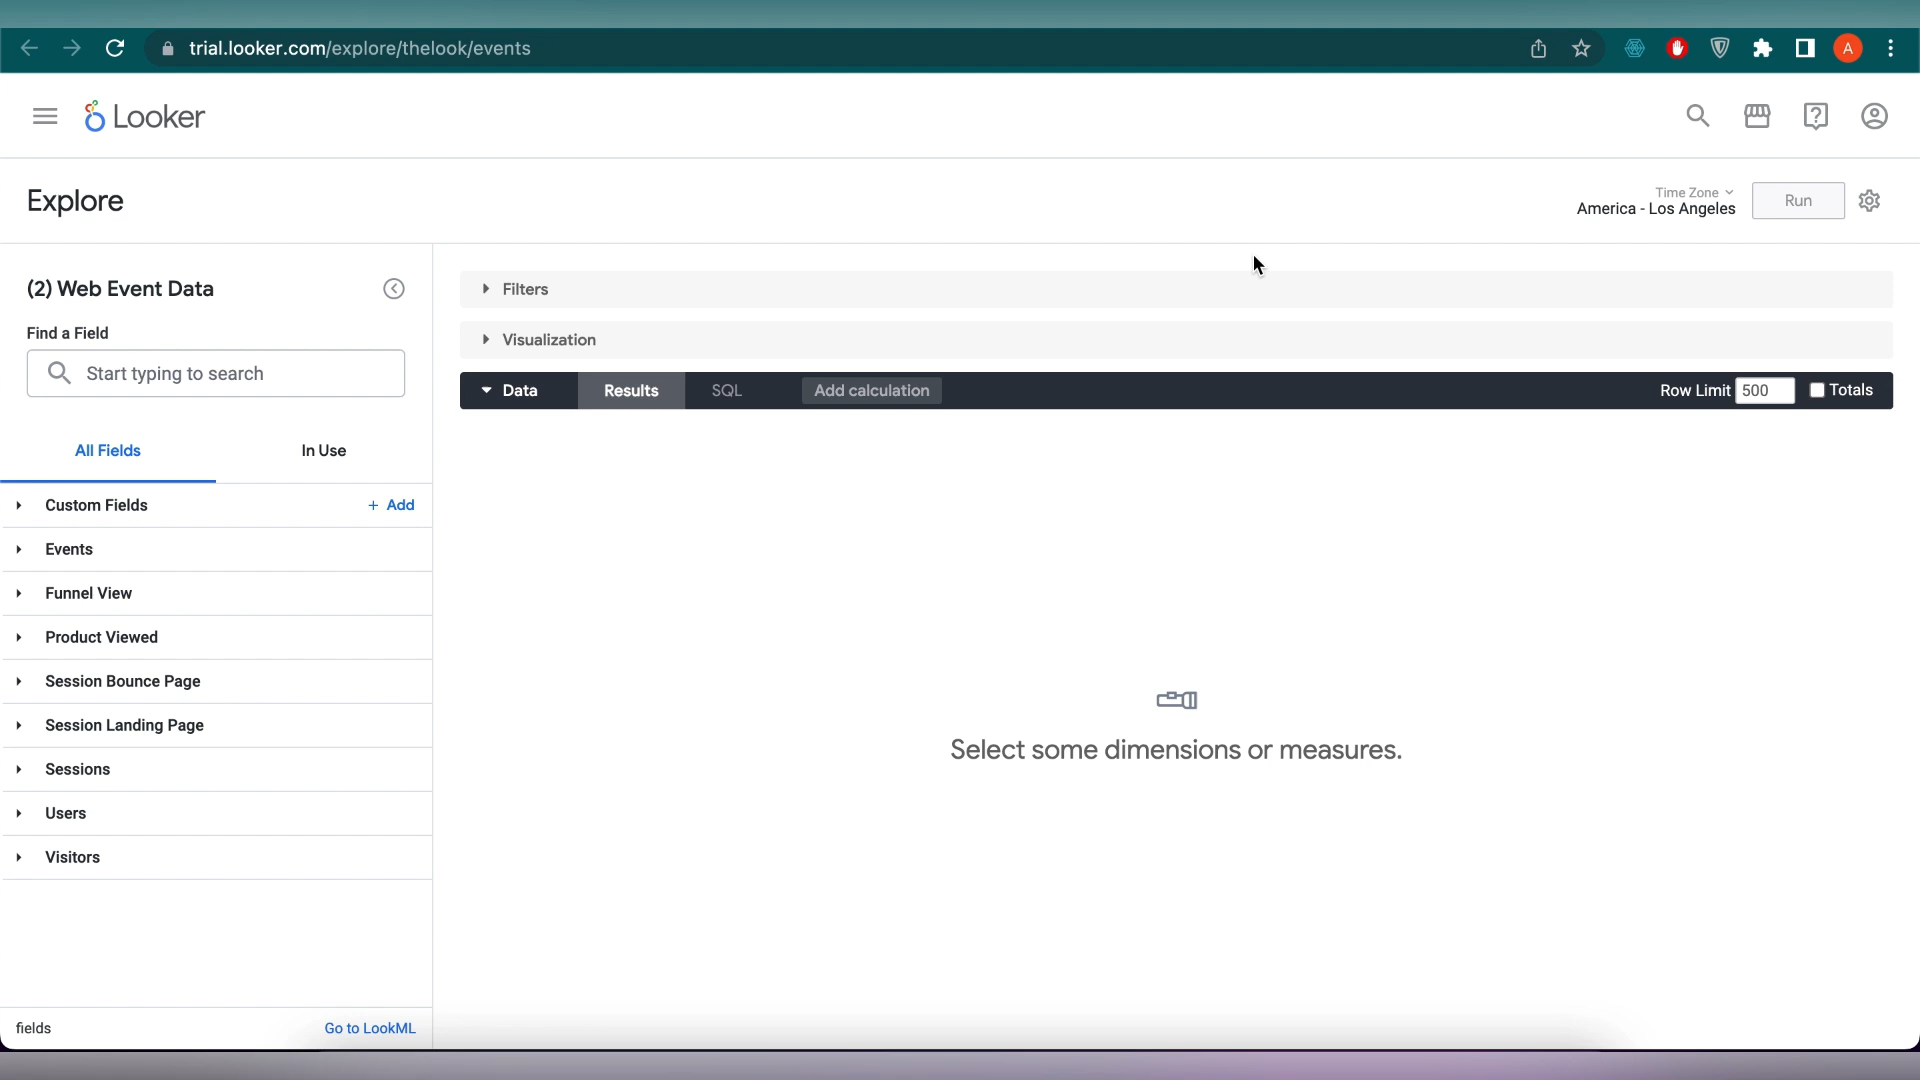 trial.looker.com/explore/thelook/events
A
Looker
Explore
Time Zone
America - Los Angeles
Run
(2) Web Event Data
Find a Field
Start typing to search
All Fields
In Use
Custom Fields
+ Add
Events
Funnel View
Product Viewed
Session Bounce Page
Session Landing Page
Sessions
Users
Visitors
fields
Go to LookML
Filters
Visualization
Data Results SQL Add calculation Row Limit 500 Totals
Select some dimensions or measures.